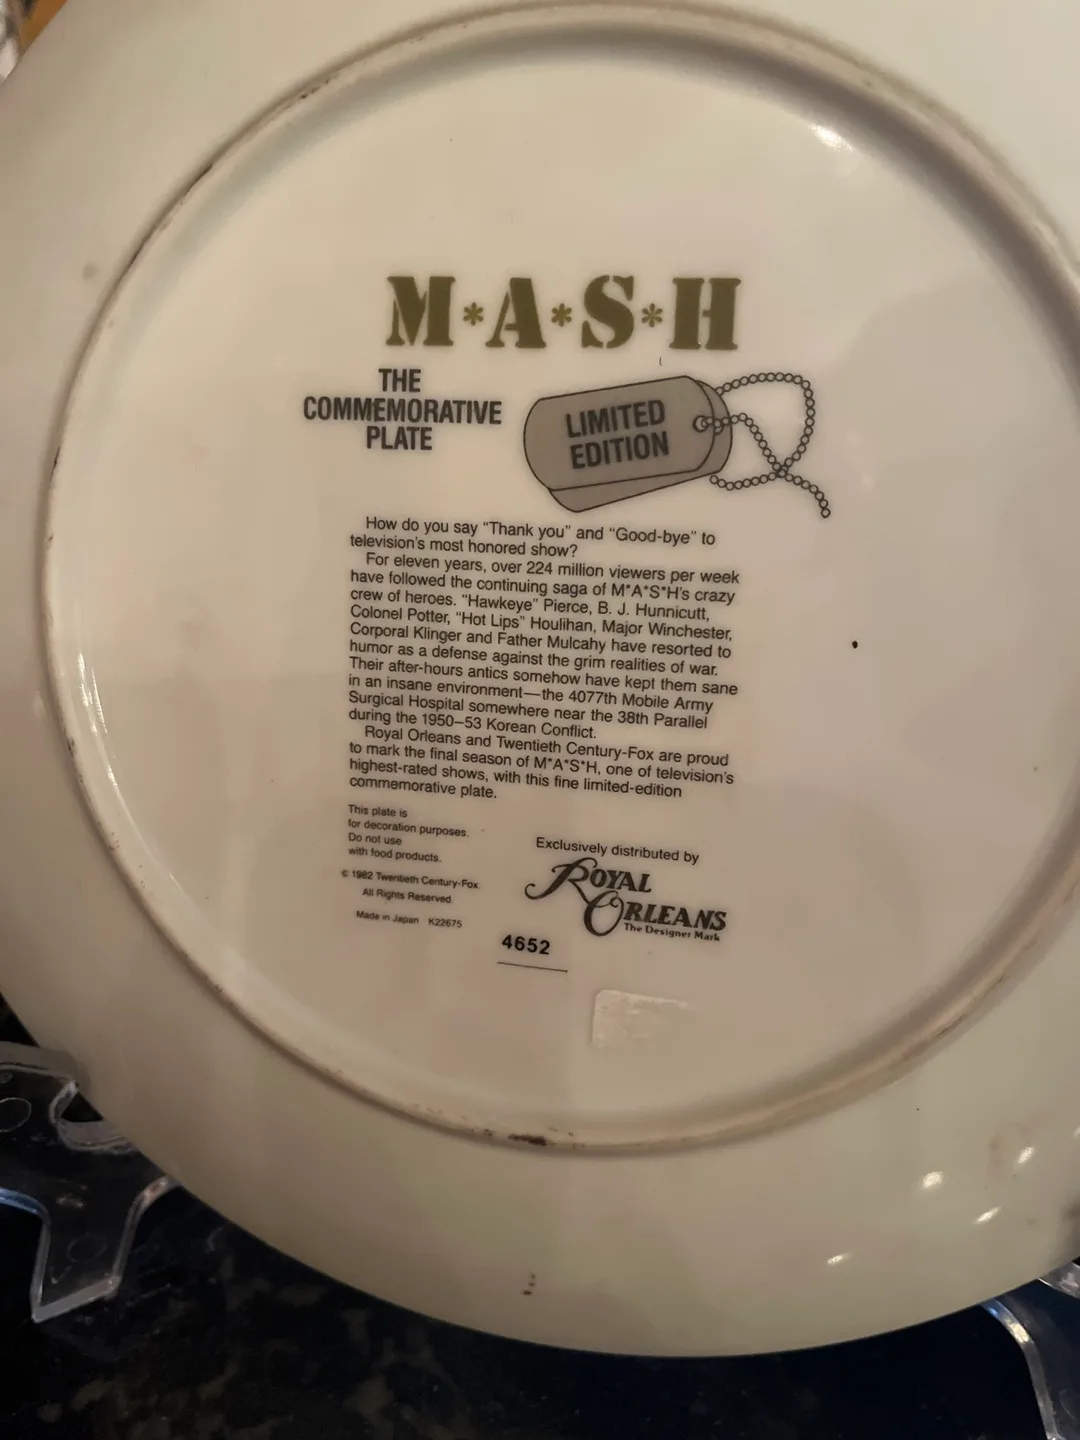 M*A*S*H
THE
COMMEMORATIVE
PLATE
LIMITED
EDITION
How do you say "Thank you" and "Good-bye" to
television's most honored show?
For eleven years, over 224 million viewers per week
have followed the continuing saga of M*A*S*H's crazy
crew of heroes. "Hawkeye" Pierce, B. J. Hunnicutt,
Colonel Potter, "Hot Lips" Houlihan, Major Winchester,
Corporal Klinger and Father Mulcahy have resorted to
humor as a defense against the grim realities of war.
Their after-hours antics somehow have kept them sane
in an insane environment—the 4077th Mobile Army
Surgical Hospital somewhere near the 38th Parallel
during the 1950–53 Korean Conflict.
Royal Orleans and Twentieth Century-Fox are proud
to mark the final season of M*A*S*H, one of television's
highest-rated shows, with this fine limited-edition
commemorative plate.
This plate is
for decoration purposes.
Do not use
with food products.
© 1982 Twentieth Century-Fox
All Rights Reserved
Made in Japan K22675
Exclusively distributed by
ROYAL
ORLEANS
The Designer Mark
4652